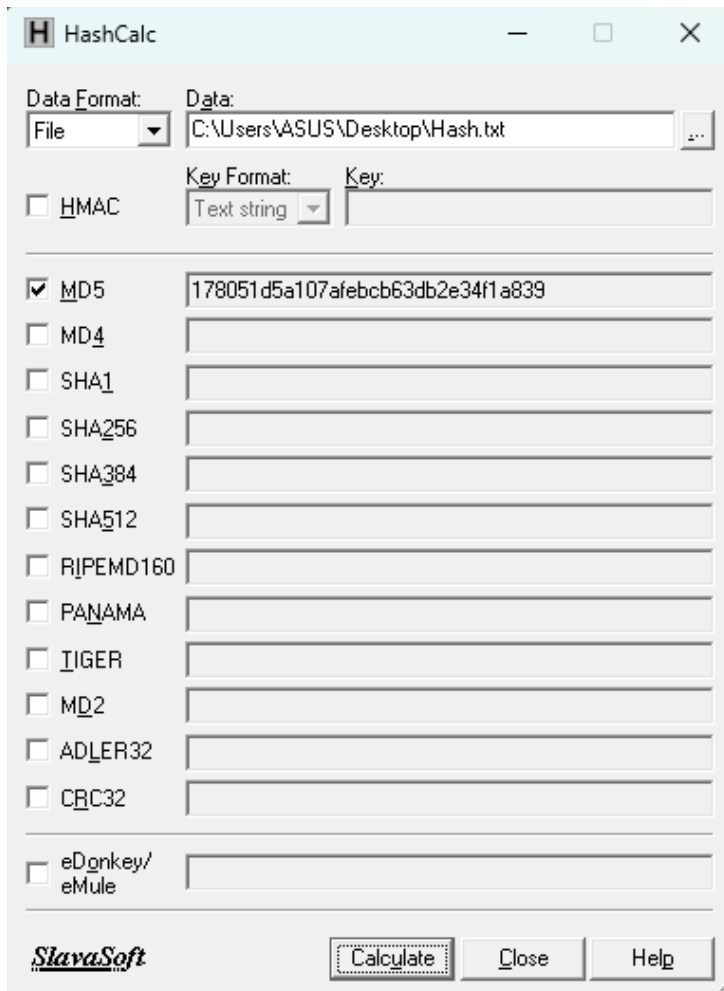 H HashCalc
Data Format: Data:
File C:\Users\ASUS\Desktop\Hash.txt ...
Key Format: Key:
HMAC Text string
MD5 178051d5a107afebcb63db2e34f1a839
MD4
SHA1
SHA256
SHA384
SHA512
RIPEMD160
PANAMA
TIGER
MD2
ADLER32
CRC32
eDonkey/
eMule
SlavaSoft Calculate Close Help